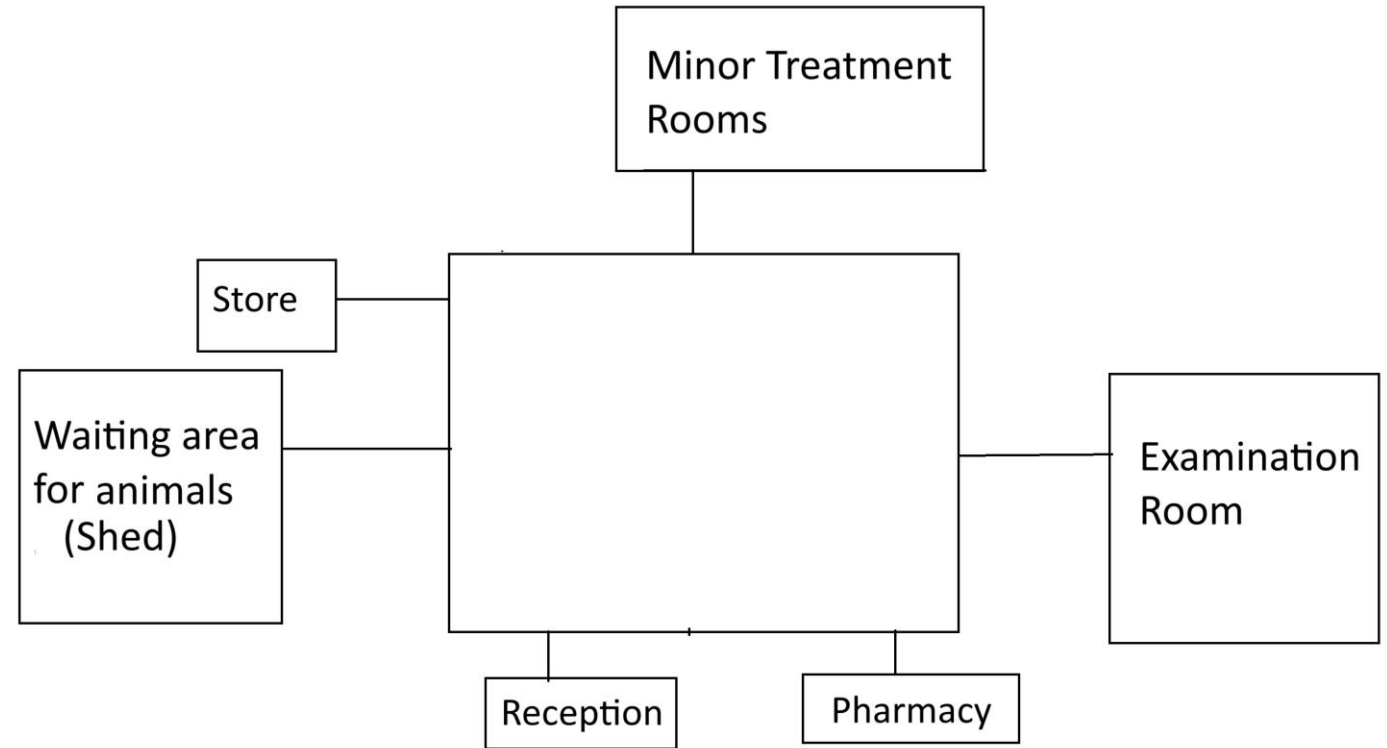 Minor Treatment
Rooms
Store
Waiting area
for animals
(Shed)
Examination
Room
Reception
Pharmacy